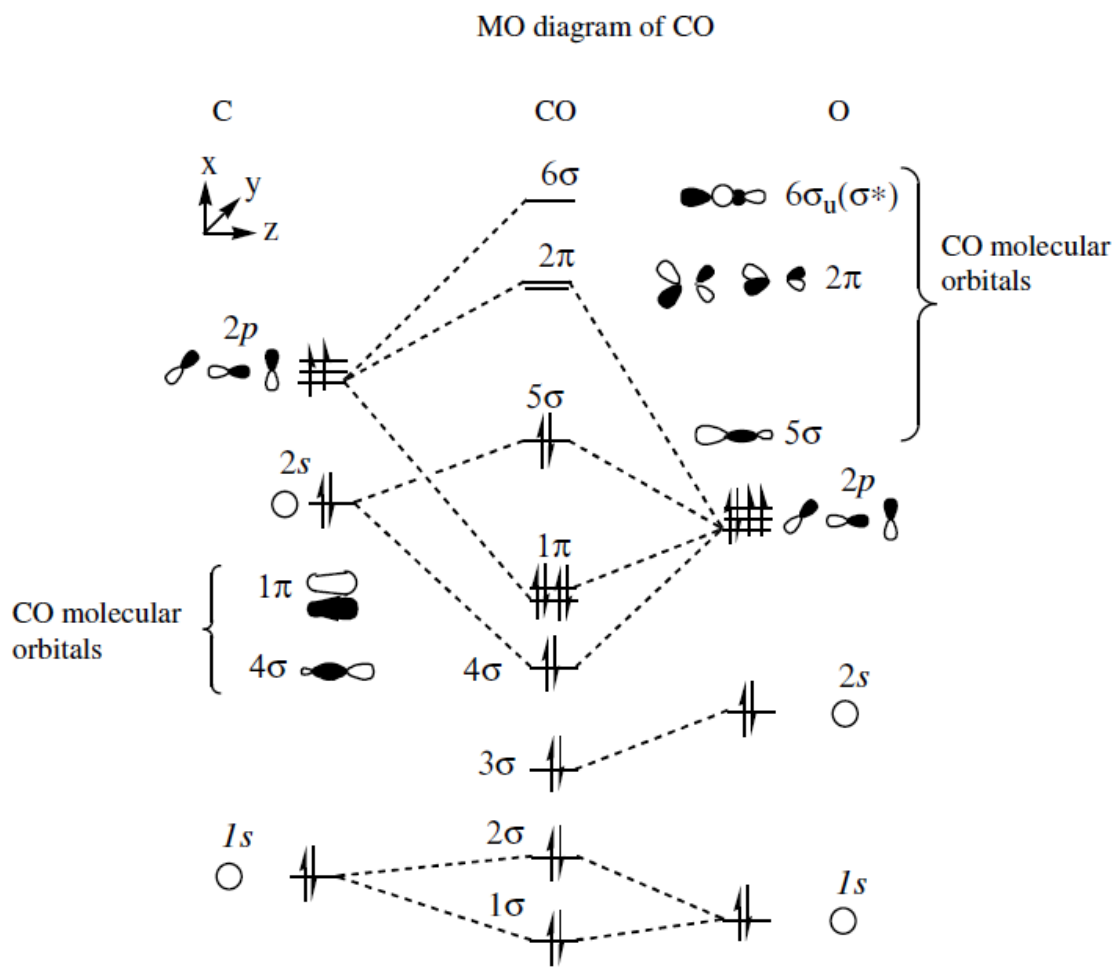 MO diagram of CO
C
CO
O
x
y
z
6σ
6σu(σ*)
2π
2π
CO molecular
orbitals
2p
5σ
5σ
2s
2p
1π
1π
CO molecular
orbitals
4σ
4σ
2s
3σ
1s
2σ
1s
1σ